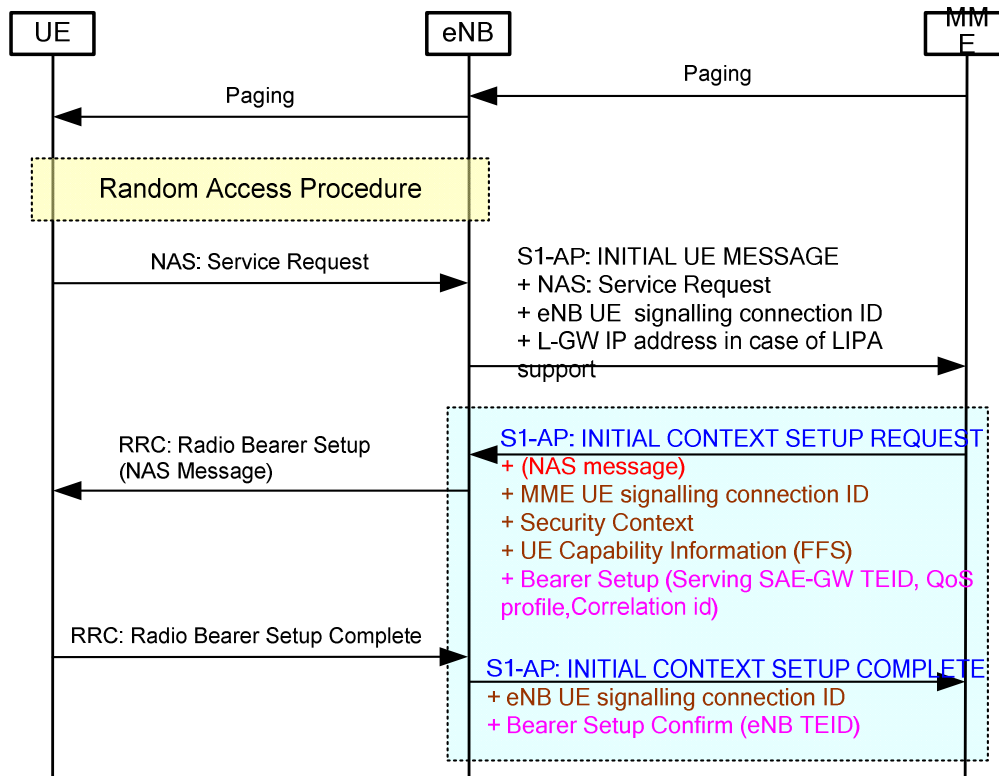 UE
eNB
MM
E
Paging
Paging
Random Access Procedure
NAS: Service Request
S1-AP: INITIAL UE MESSAGE
+ NAS: Service Request
+ eNB UE  signalling connection ID
+ L-GW IP address in case of LIPA
support
RRC: Radio Bearer Setup
(NAS Message)
S1-AP: INITIAL CONTEXT SETUP REQUEST
+ (NAS message)
+ MME UE signalling connection ID
+ Security Context
+ UE Capability Information (FFS)
+ Bearer Setup (Serving SAE-GW TEID, QoS
profile,Correlation id)
RRC: Radio Bearer Setup Complete
S1-AP: INITIAL CONTEXT SETUP COMPLETE
+ eNB UE signalling connection ID
+ Bearer Setup Confirm (eNB TEID)